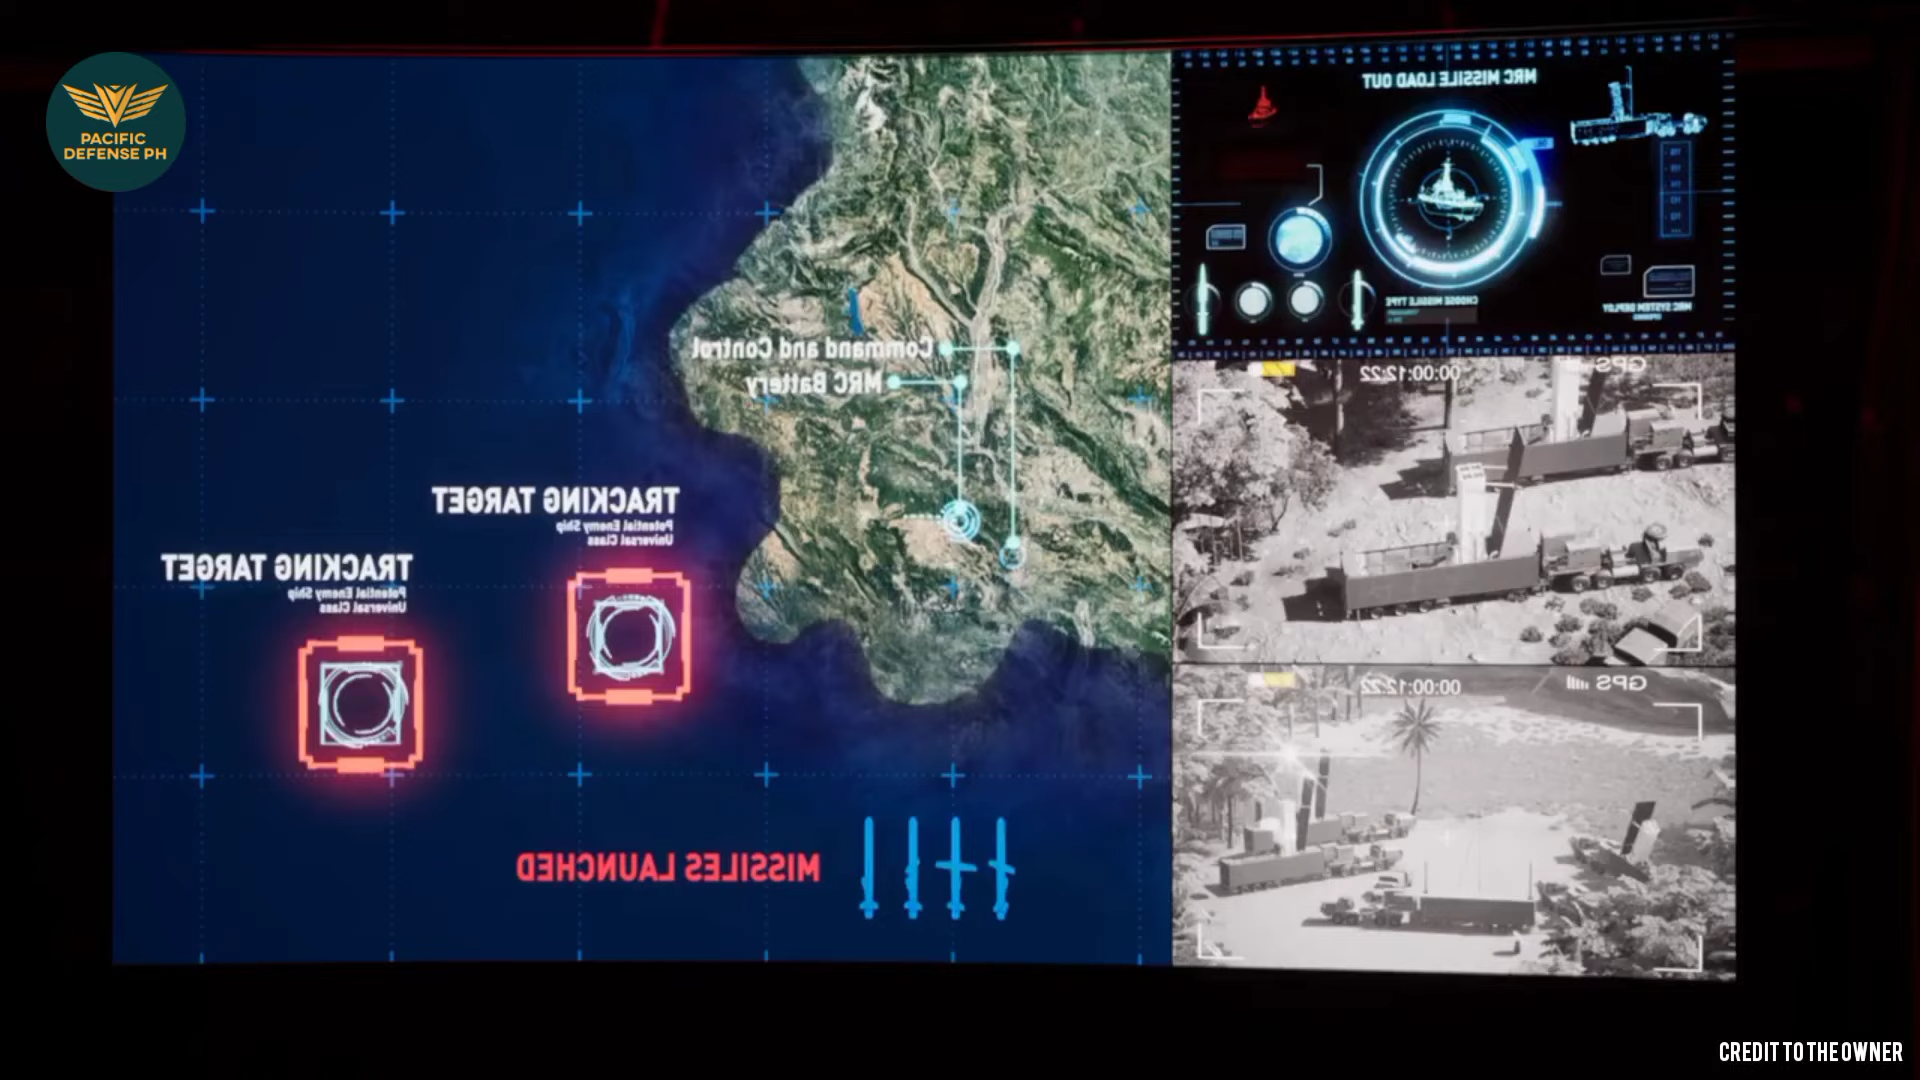 PACIFIC
DEFENSE PH
MRC MISSILE LOAD OUT
CHOOSE MISSILE TYPE
MRC SYSTEM DEPLOY
Command and Control
MRC Battery
TRACKING TARGET
Potential Enemy Ship
Universal Class
TRACKING TARGET
Potential Enemy Ship
Universal Class
MISSILES LAUNCHED
GPS 00:00:12:22
GPS 00:00:12:22
CREDIT TO THE OWNER